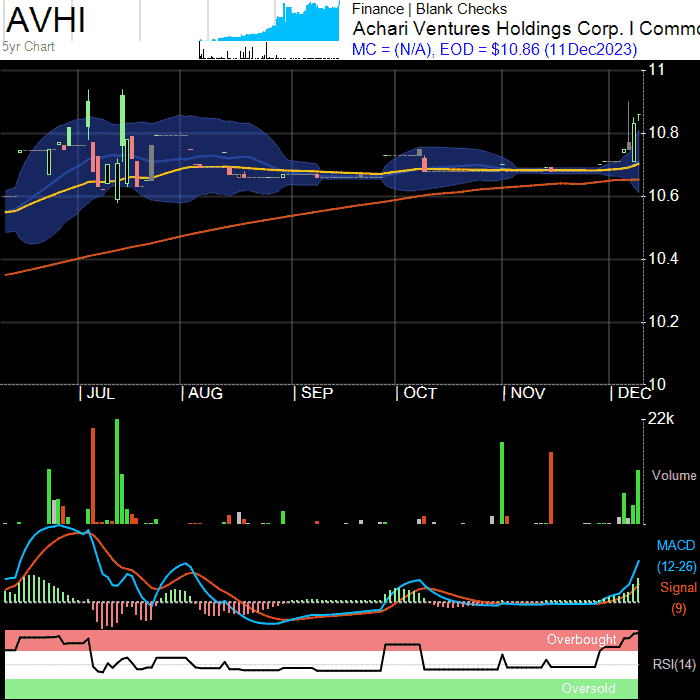 AVHI
5yr Chart
Finance | Blank Checks
Achari Ventures Holdings Corp. I Commo
MC = (N/A), EOD = $10.86 (11Dec2023)
11
10.8
10.6
10.4
10.2
10
| JUL | AUG | SEP | OCT | NOV | DEC
22k
Volume
MACD
(12-26)
Signal
(9)
Overbought
RSI(14)
Oversold